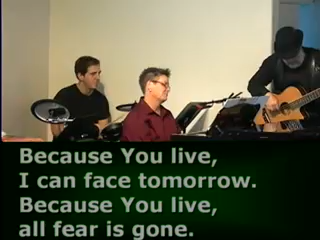 Because You live,
I can face tomorrow.
Because You live,
all fear is gone.